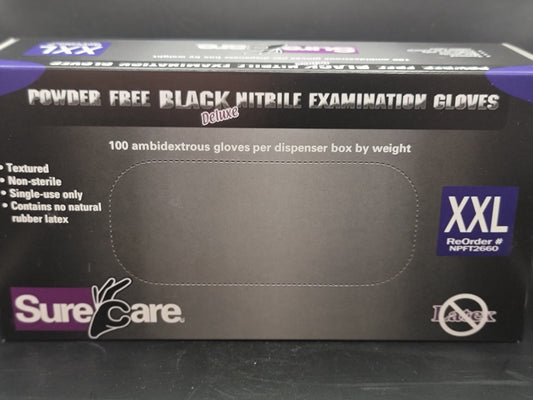 XXL
SureCare
POWDER FREE BLACK NITRILE EXAMINATION GLOVES
Deluxe
100 ambidextrous gloves per dispenser box by weight
• Textured
• Non-sterile
• Single-use only
• Contains no natural
rubber latex
XXL
ReOrder #
NPFT2660
SureCare
Latex